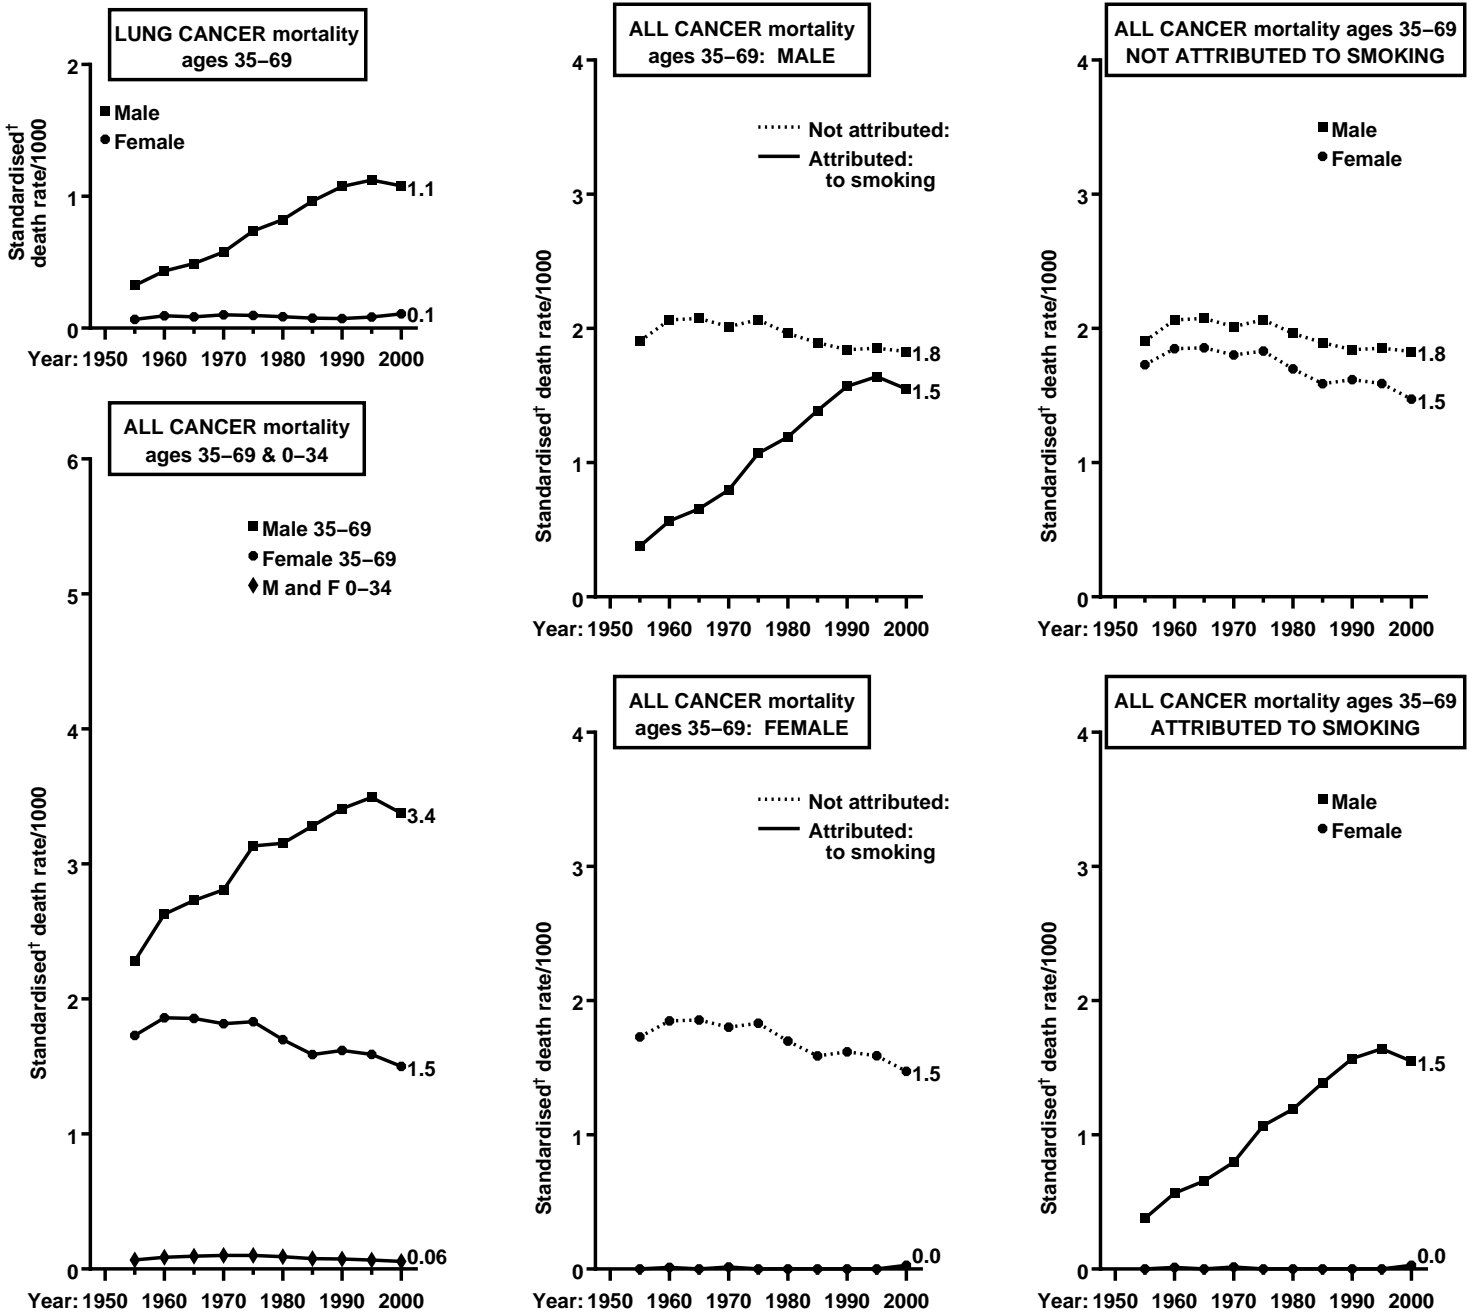 LUNG CANCER mortality
ages 35–69
2
1
0
Standardised†
death rate/1000
Male
Female
1.1
0.1
Year: 1950 1960 1970 1980 1990 2000
ALL CANCER mortality
ages 35–69 & 0–34
6
5
4
3
2
1
0
Standardised† death rate/1000
Male 35–69
Female 35–69
M and F 0–34
3.4
1.5
0.06
Year: 1950 1960 1970 1980 1990 2000
ALL CANCER mortality
ages 35–69: MALE
4
3
2
1
0
Standardised† death rate/1000
Not attributed:
Attributed:
to smoking
1.8
1.5
Year: 1950 1960 1970 1980 1990 2000
ALL CANCER mortality
ages 35–69: FEMALE
4
3
2
1
0
Standardised† death rate/1000
Not attributed:
Attributed:
to smoking
1.5
0.0
Year: 1950 1960 1970 1980 1990 2000
ALL CANCER mortality ages 35–69
NOT ATTRIBUTED TO SMOKING
4
3
2
1
0
Standardised† death rate/1000
Male
Female
1.8
1.5
Year: 1950 1960 1970 1980 1990 2000
ALL CANCER mortality ages 35–69
ATTRIBUTED TO SMOKING
4
3
2
1
0
Standardised† death rate/1000
Male
Female
1.5
0.0
Year: 1950 1960 1970 1980 1990 2000